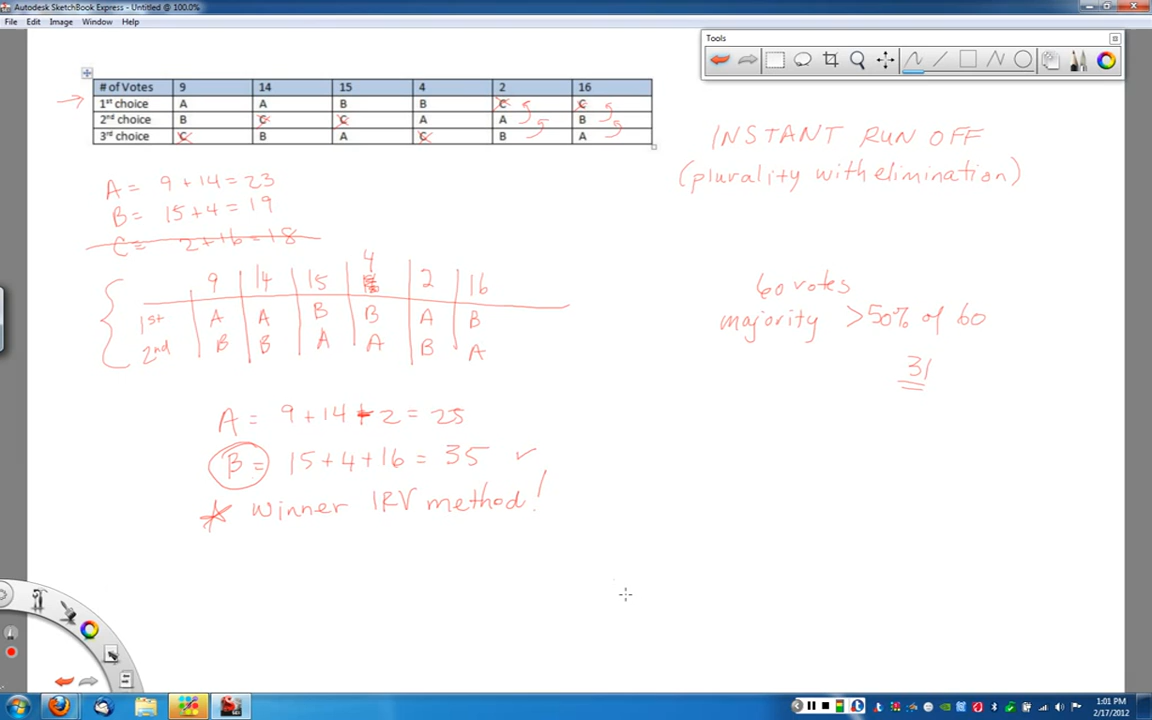 Autodesk SketchBook Express - Untitled @ 100.0%
File Edit Image Window Help
Tools
# of Votes 9 14 15 4 2 16
1st choice A A B B C C
2nd choice B C C A A B
3rd choice C B A C B A
INSTANT RUN OFF
(plurality with elimination)
A = 9 + 14 = 23
B = 15 + 4 = 19
C = 2 + 16 = 18
9 14 15 4 2 16
1st A A B B A B
2nd B B A A B A
60 votes
majority >50% of 60
31
A = 9 + 14 + 2 = 25
B = 15 + 4 + 16 = 35 ✓
Winner IRV method!
1:01 PM
2/17/2012